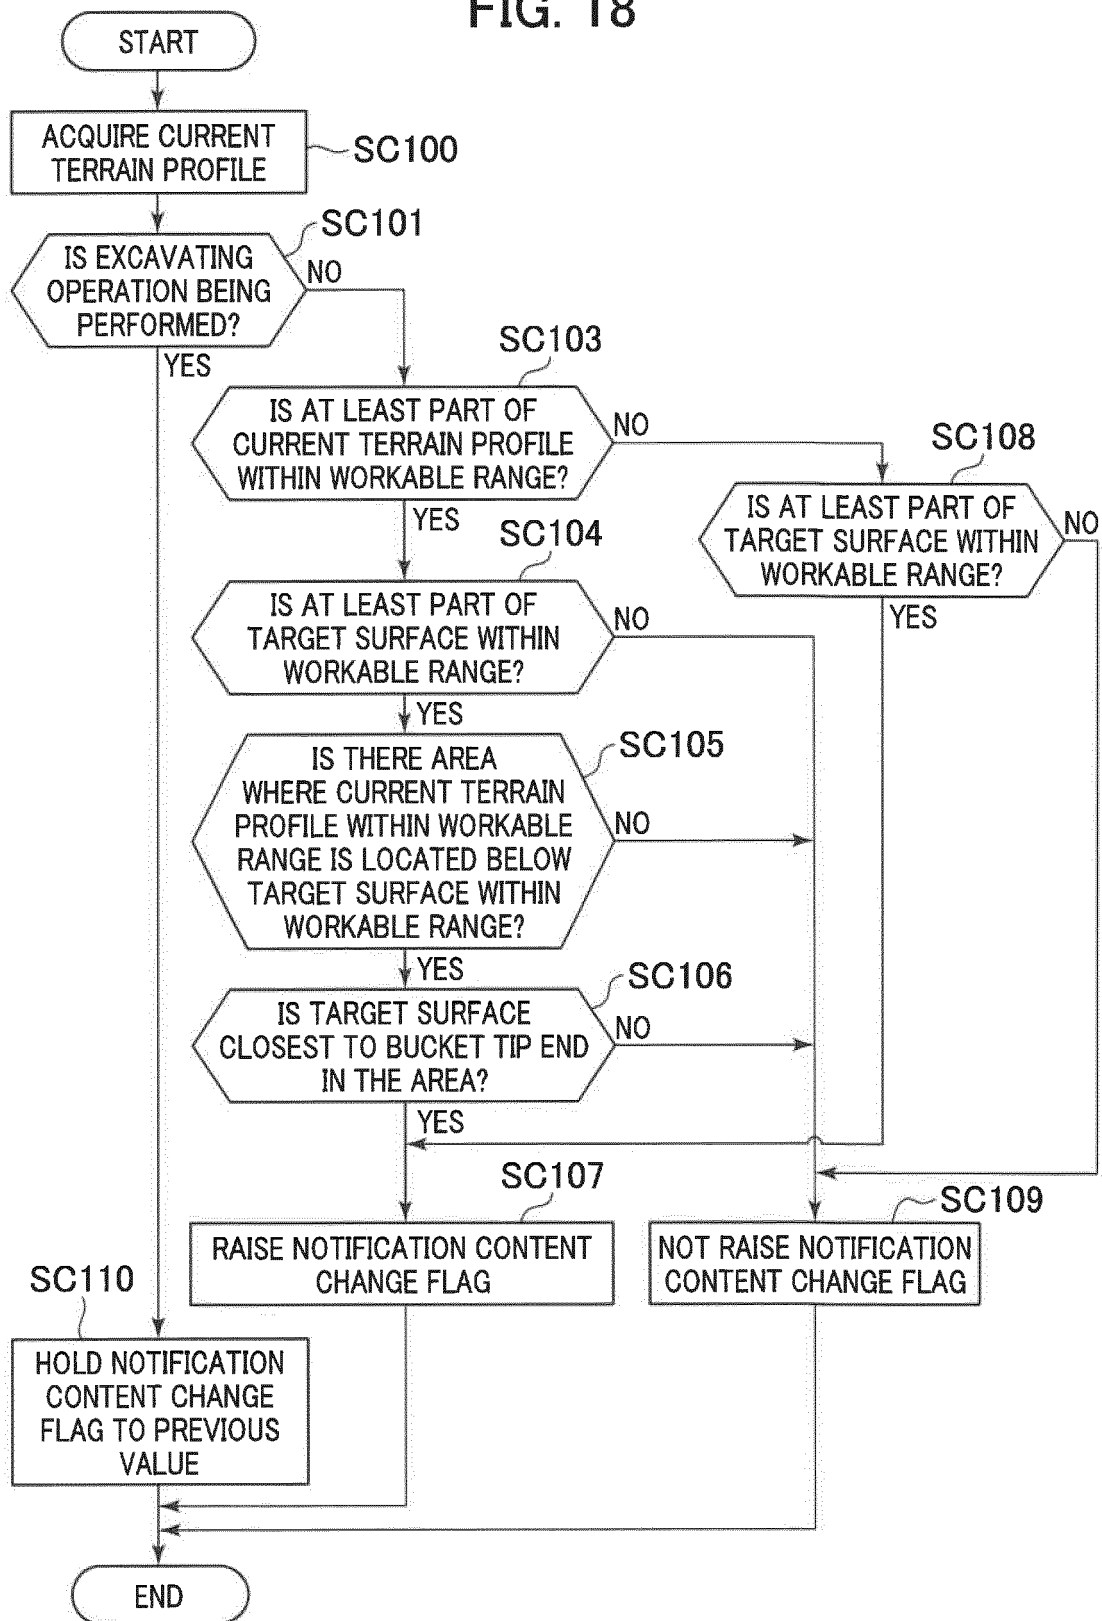 FIG. 18
START
ACQUIRE CURRENT
TERRAIN PROFILE
SC100
SC101
IS EXCAVATING
OPERATION BEING
PERFORMED?
NO
YES
SC103
IS AT LEAST PART OF
CURRENT TERRAIN PROFILE
WITHIN WORKABLE RANGE?
NO
YES
SC108
IS AT LEAST PART OF
TARGET SURFACE WITHIN
WORKABLE RANGE?
NO
YES
SC104
IS AT LEAST PART OF
TARGET SURFACE WITHIN
WORKABLE RANGE?
NO
YES
SC105
IS THERE AREA
WHERE CURRENT TERRAIN
PROFILE WITHIN WORKABLE
RANGE IS LOCATED BELOW
TARGET SURFACE WITHIN
WORKABLE RANGE?
NO
YES
SC106
IS TARGET SURFACE
CLOSEST TO BUCKET TIP END
IN THE AREA?
NO
YES
SC107
RAISE NOTIFICATION CONTENT
CHANGE FLAG
SC109
NOT RAISE NOTIFICATION
CONTENT CHANGE FLAG
SC110
HOLD NOTIFICATION
CONTENT CHANGE
FLAG TO PREVIOUS
VALUE
END